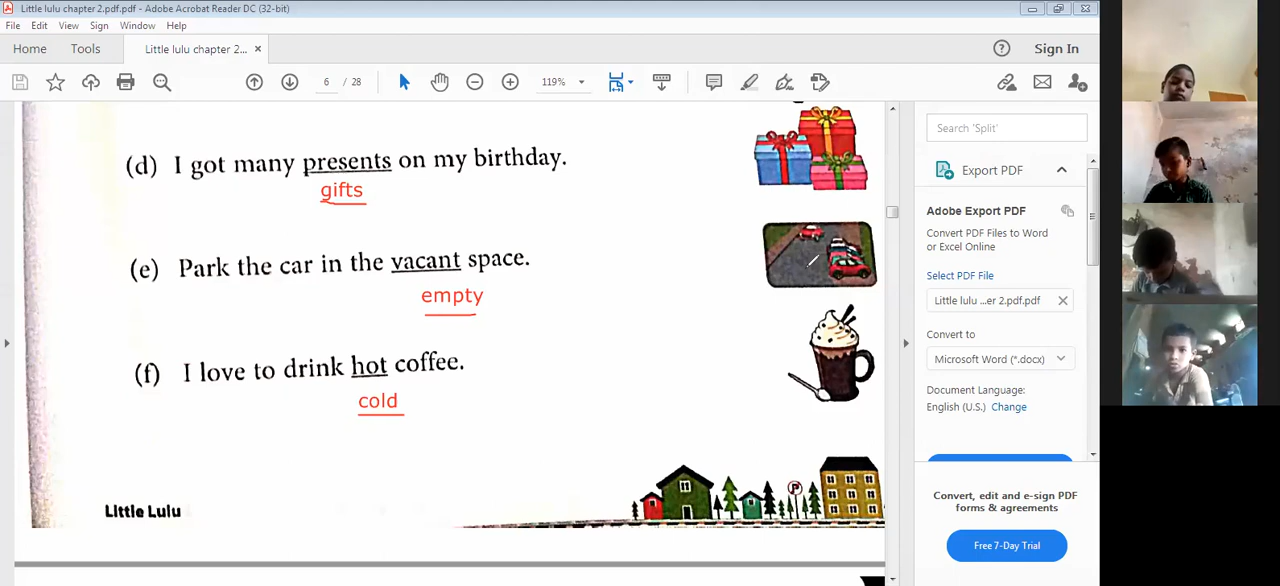 Little lulu chapter 2.pdf.pdf - Adobe Acrobat Reader DC (32-bit)
File Edit View Sign Window Help
Home Tools Little lulu chapter 2... × Sign In
6 / 28 119%
(d) I got many presents on my birthday.
gifts
(e) Park the car in the vacant space.
empty
(f) I love to drink hot coffee.
cold
P
Little Lulu
Search 'Split'
Export PDF
Adobe Export PDF
Convert PDF Files to Word
or Excel Online
Select PDF File
Little lulu ...er 2.pdf.pdf
Convert to
Microsoft Word (*.docx)
Document Language:
English (U.S.) Change
Convert, edit and e-sign PDF
forms & agreements
Free 7-Day Trial